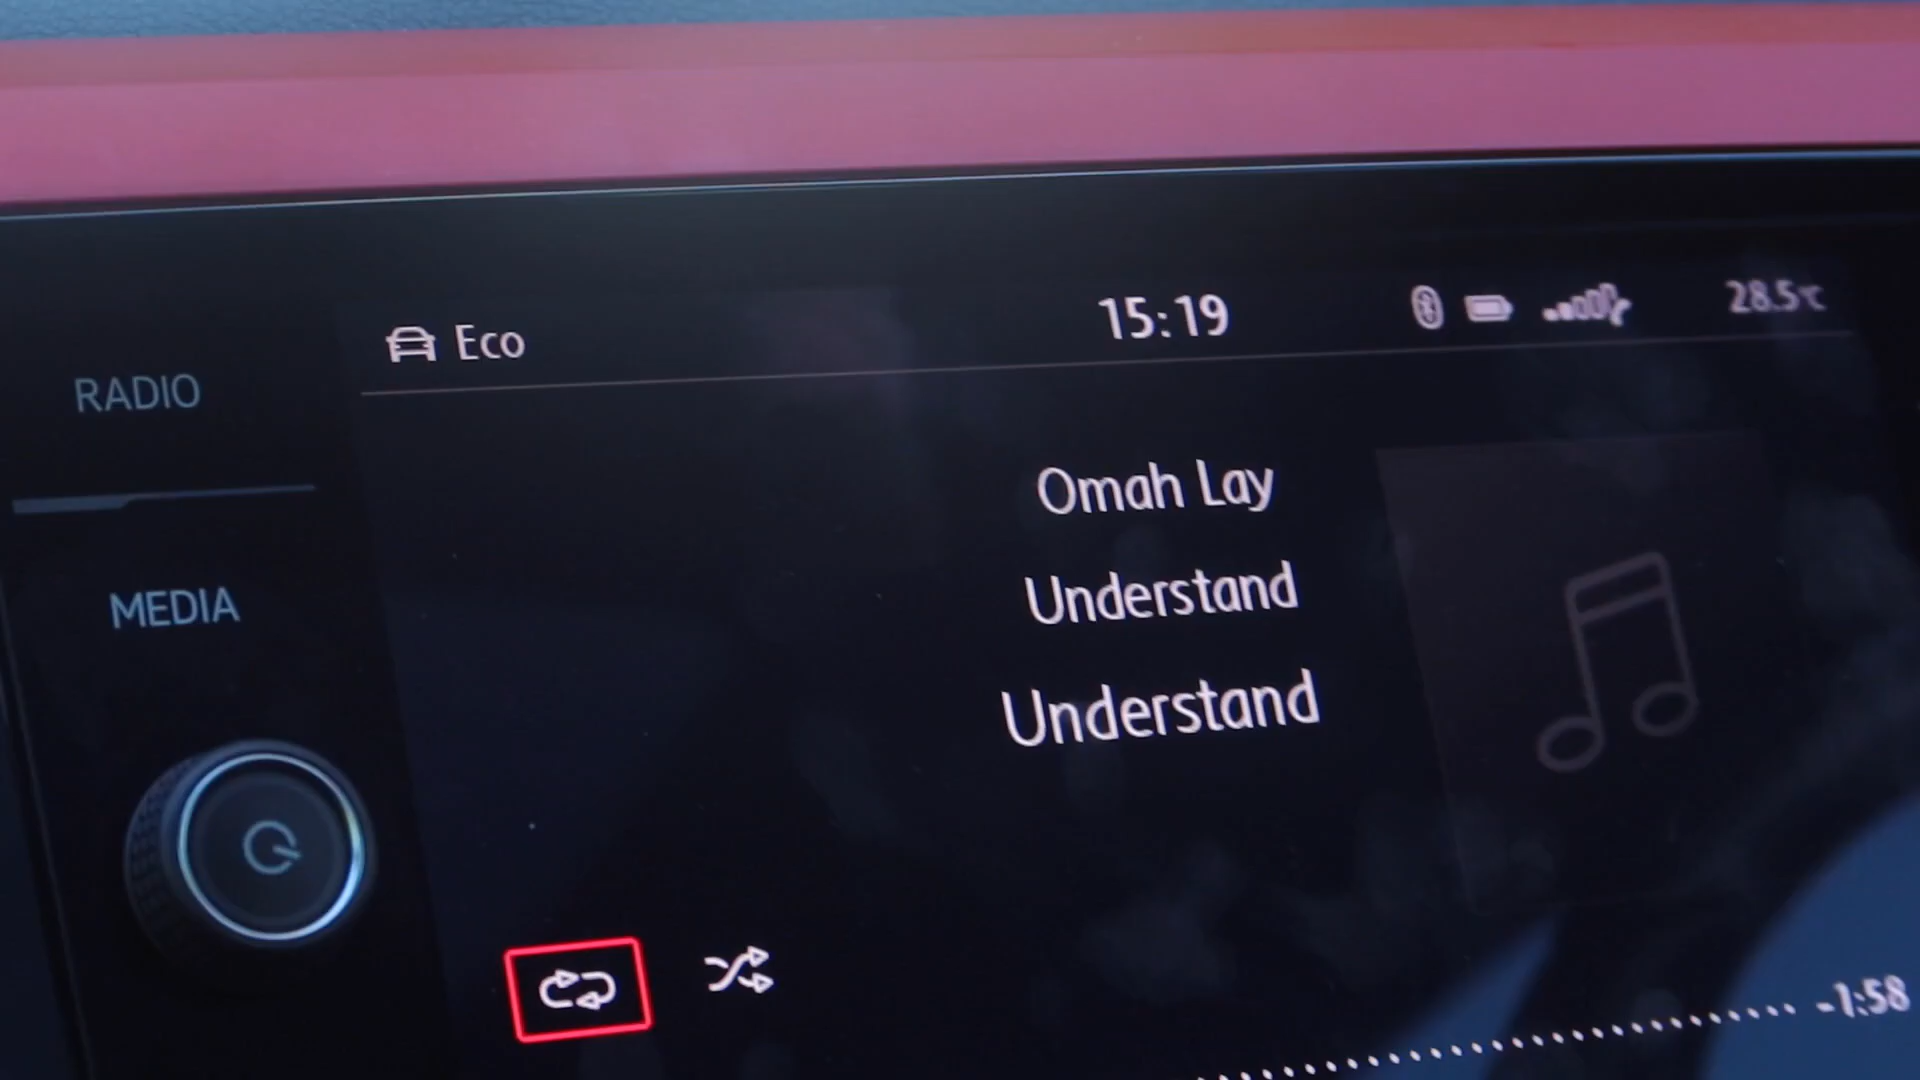 Eco
15:19
28.5°C
RADIO
MEDIA
Omah Lay
Understand
Understand
-1:58